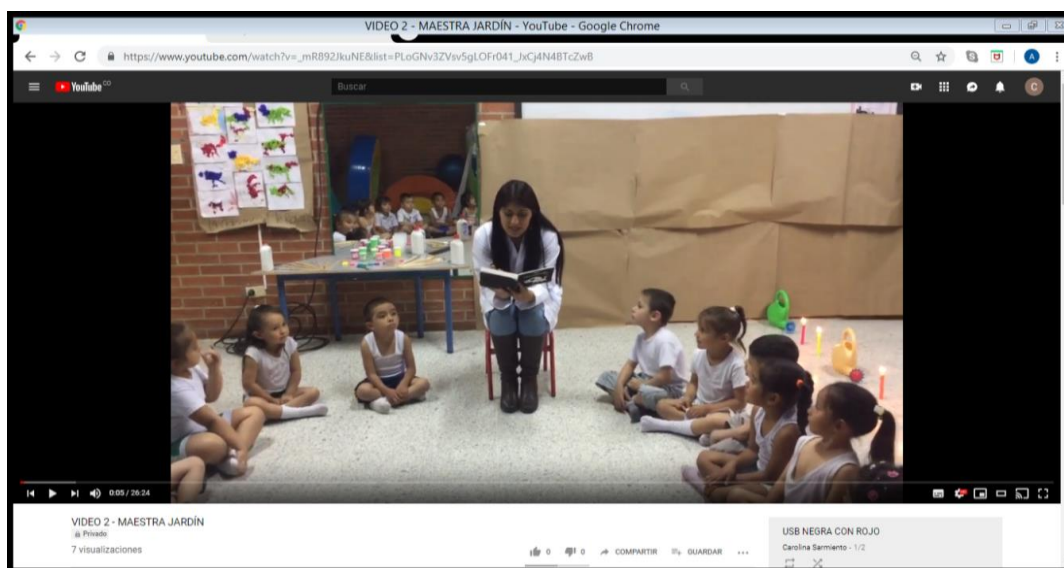 VIDEO 2 - MAESTRA JARDÍN - YouTube - Google Chrome
https://www.youtube.com/watch?v=_mR892JkuNE&list=PLoGNv3ZVsv5gLOFr041_JxCj4N4BTcZwB
A
YouTube CO
Buscar
C
0:05 / 26:24
VIDEO 2 - MAESTRA JARDÍN
Privado
7 visualizaciones
0 0 COMPARTIR GUARDAR ...
USB NEGRA CON ROJO
Carolina Sarmiento - 1/2